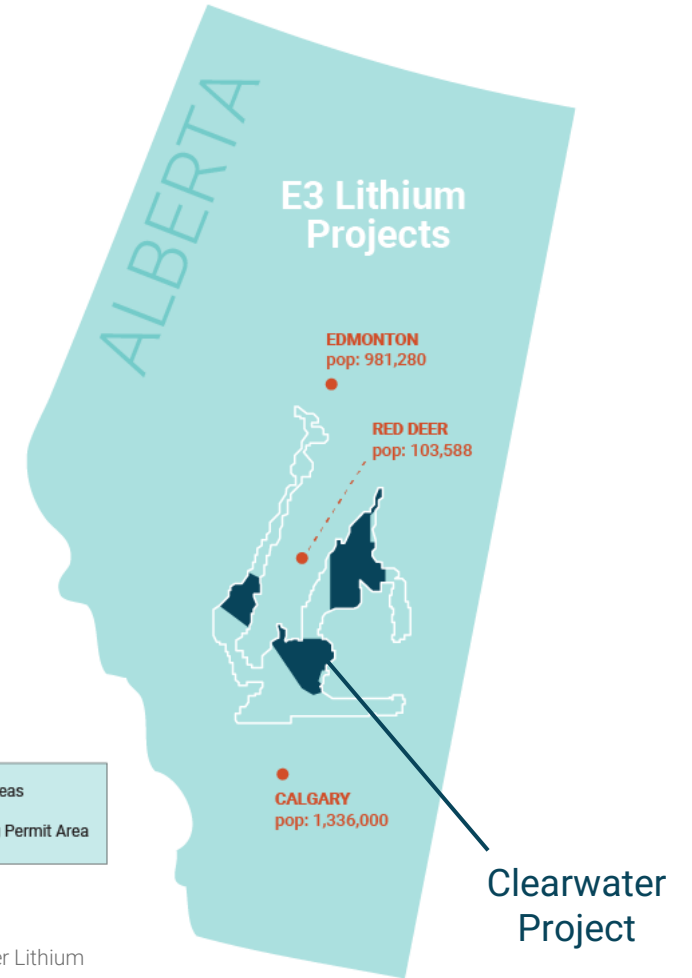 ALBERTA
E3 Lithium
Projects
EDMONTON
pop: 981,280
RED DEER
pop: 103,588
CALGARY
pop: 1,336,000
Permit Area
Clearwater
Project
Lithium